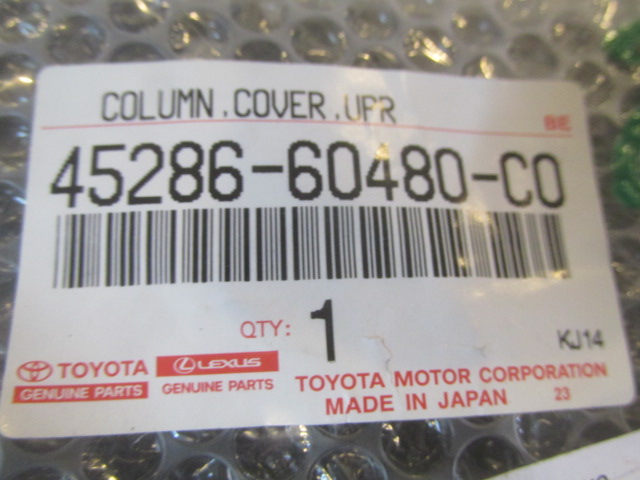 COLUMN,COVER,UPR
BE
45286-60480-C0
QTY: 1
KJ14
TOYOTA
GENUINE PARTS
LEXUS
GENUINE PARTS
TOYOTA MOTOR CORPORATION
MADE IN JAPAN 23